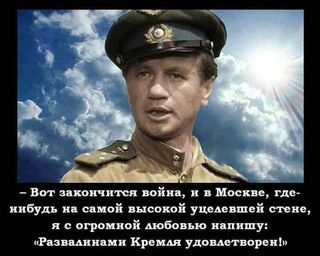 – Вот закончится война, и в Москве, где-
нибудь на самой высокой уцелевшей стене,
я с огромной любовью напишу:
«Развалинами Кремля удовлетворен!»